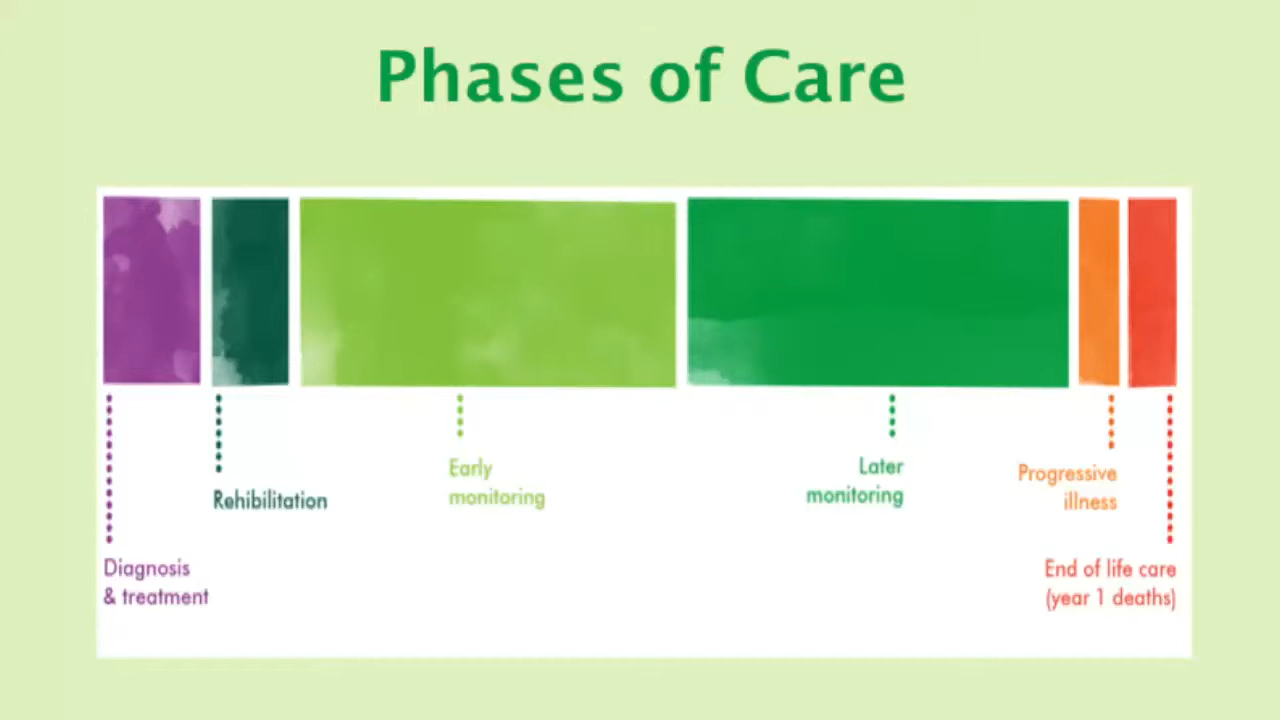 Phases of Care
Early
monitoring
Later
monitoring
Progressive
illness
Rehibilitation
Diagnosis
& treatment
End of life care
(year 1 deaths)